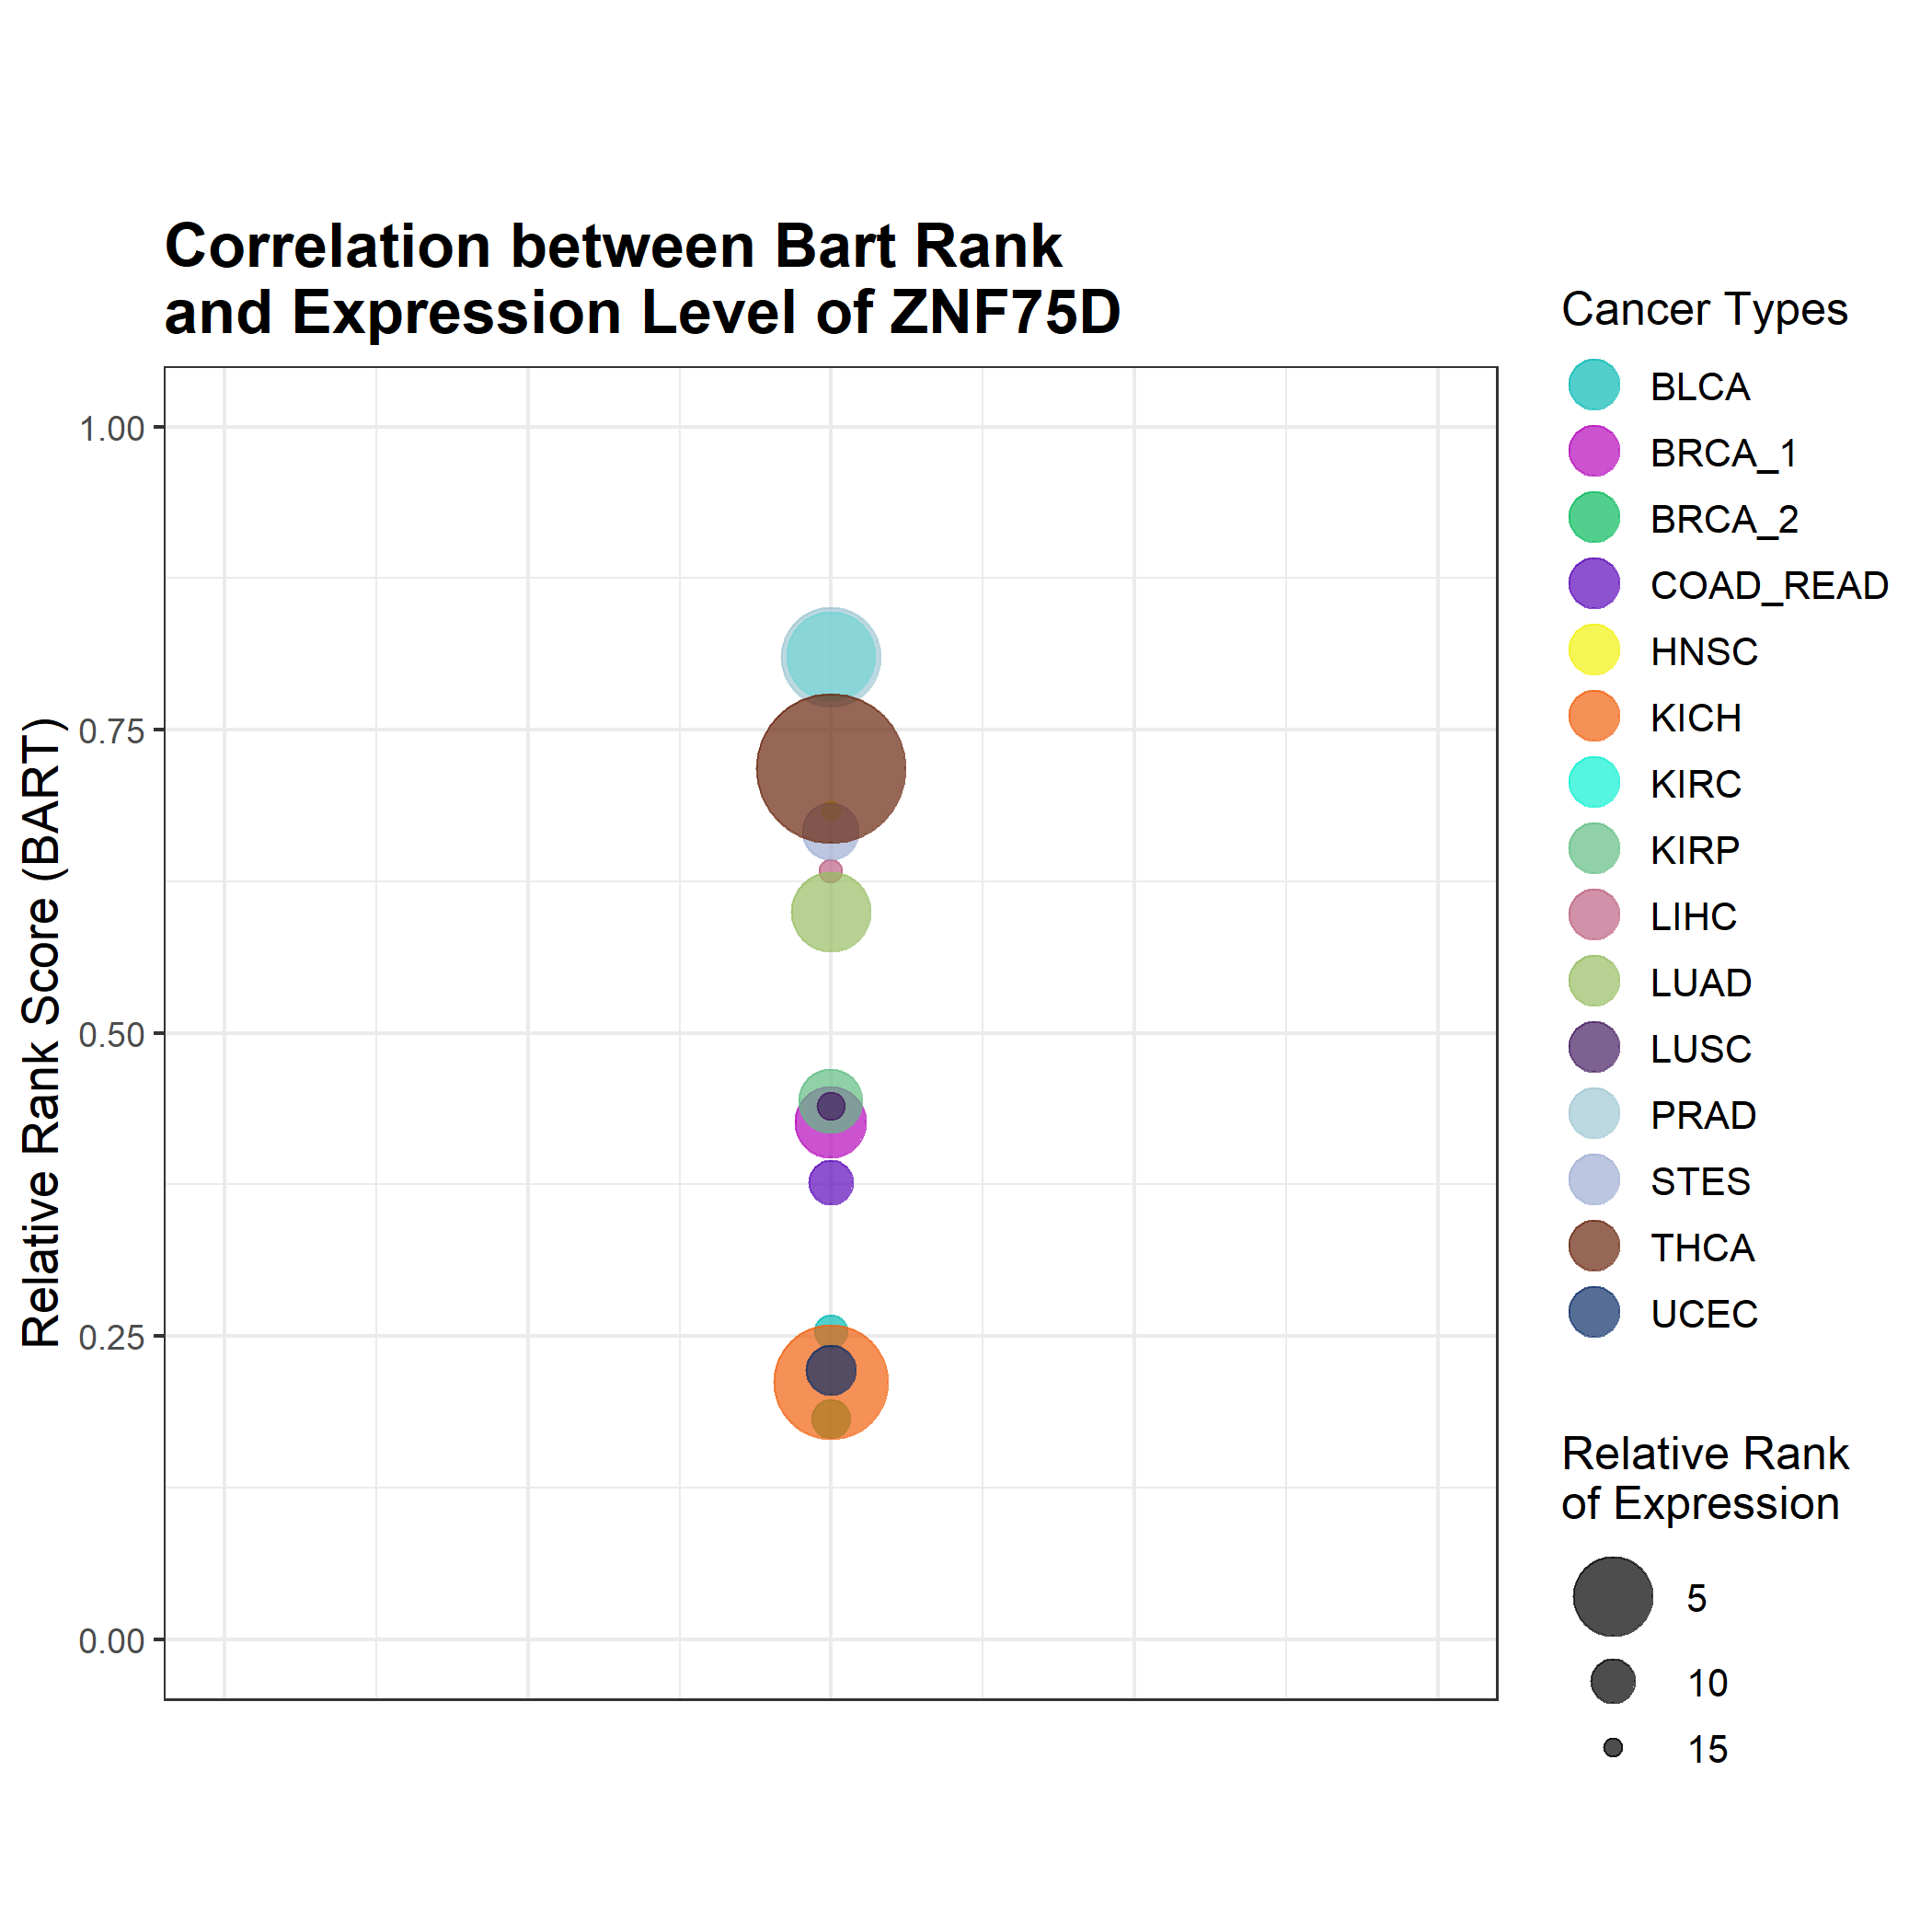 Correlation between Bart Rank
and Expression Level of ZNF75D
Relative Rank Score (BART)
1.00
0.75
0.50
0.25
0.00
Cancer Types
BLCA
BRCA_1
BRCA_2
COAD_READ
HNSC
KICH
KIRC
KIRP
LIHC
LUAD
LUSC
PRAD
STES
THCA
UCEC
Relative Rank
of Expression
5
10
15